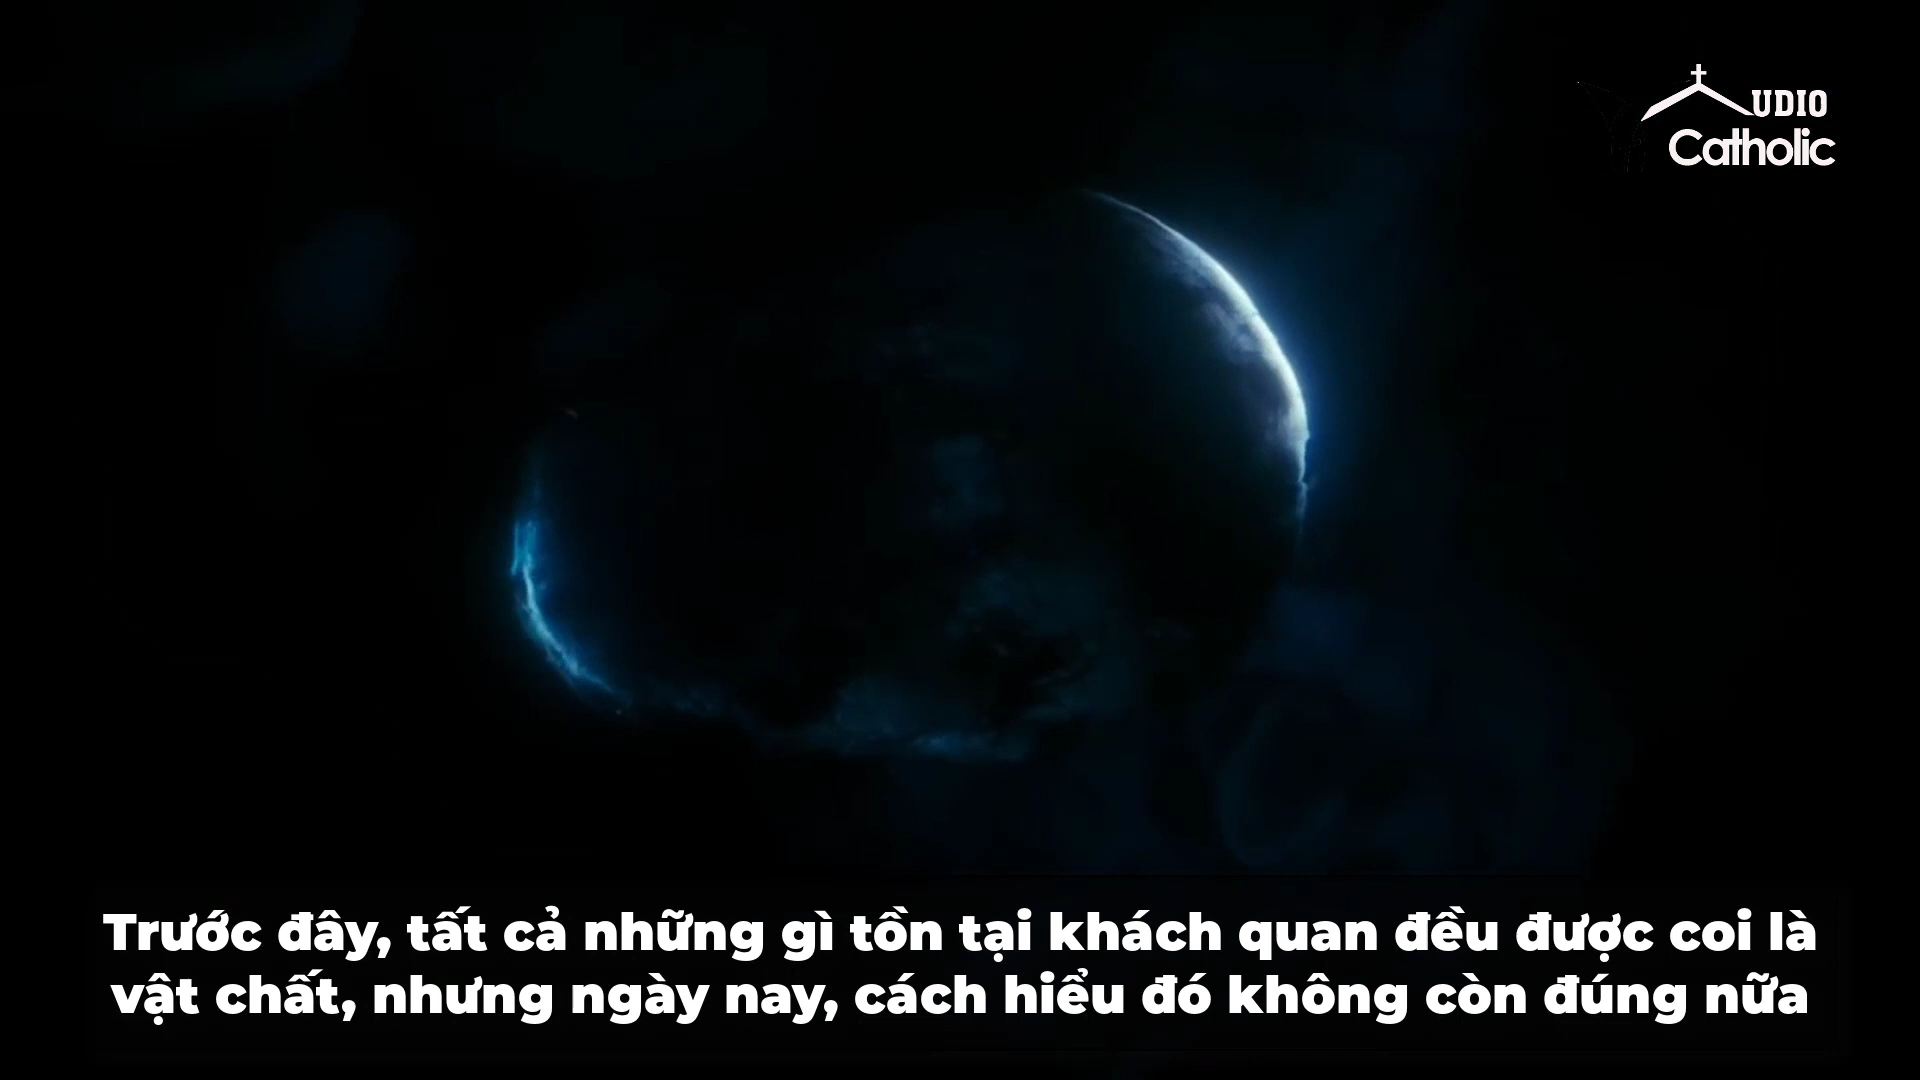 UDIO
Catholic
Trước đây, tất cả những gì tồn tại khách quan đều được coi là
vật chất, nhưng ngày nay, cách hiểu đó không còn đúng nữa